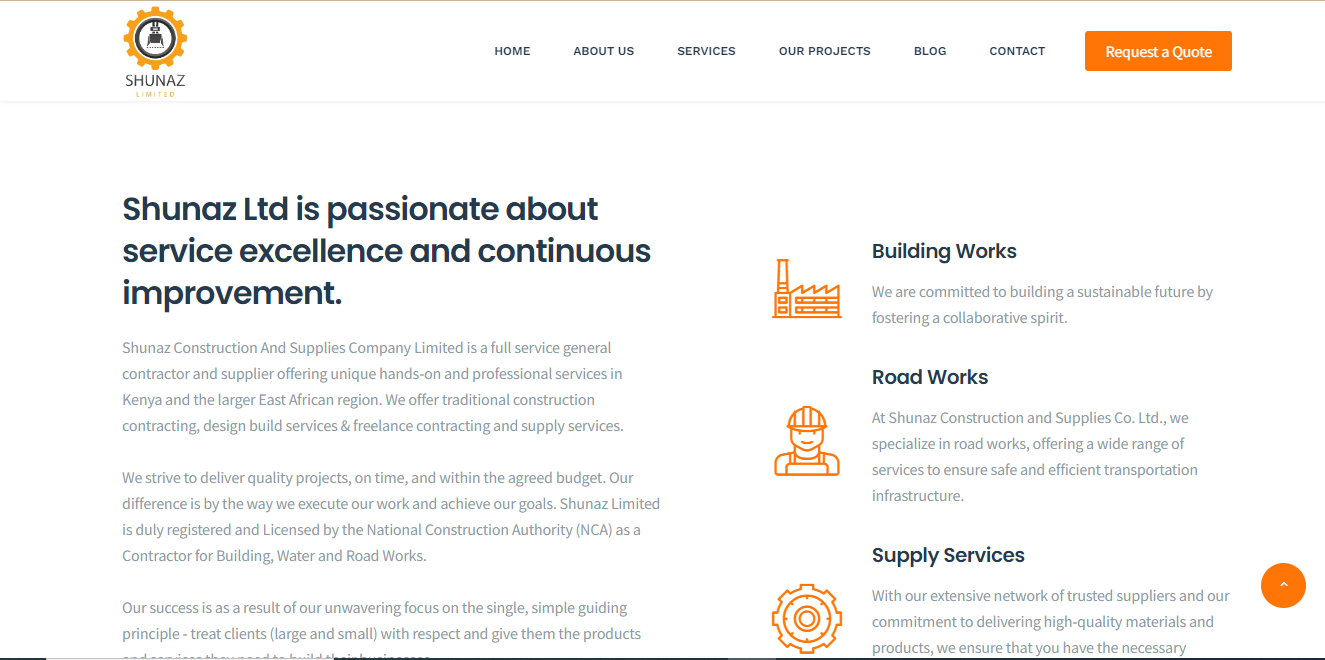 SHUNAZ
LIMITED
HOME
ABOUT US
SERVICES
OUR PROJECTS
BLOG
CONTACT
Request a Quote
Shunaz Ltd is passionate about
service excellence and continuous
improvement.
Shunaz Construction And Supplies Company Limited is a full service general
contractor and supplier offering unique hands-on and professional services in
Kenya and the larger East African region. We offer traditional construction
contracting, design build services & freelance contracting and supply services.
We strive to deliver quality projects, on time, and within the agreed budget. Our
difference is by the way we execute our work and achieve our goals. Shunaz Limited
is duly registered and Licensed by the National Construction Authority (NCA) as a
Contractor for Building, Water and Road Works.
Our success is as a result of our unwavering focus on the single, simple guiding
principle - treat clients (large and small) with respect and give them the products
and services they need to build their businesses.
Building Works
We are committed to building a sustainable future by
fostering a collaborative spirit.
Road Works
At Shunaz Construction and Supplies Co. Ltd., we
specialize in road works, offering a wide range of
services to ensure safe and efficient transportation
infrastructure.
Supply Services
With our extensive network of trusted suppliers and our
commitment to delivering high-quality materials and
products, we ensure that you have the necessary